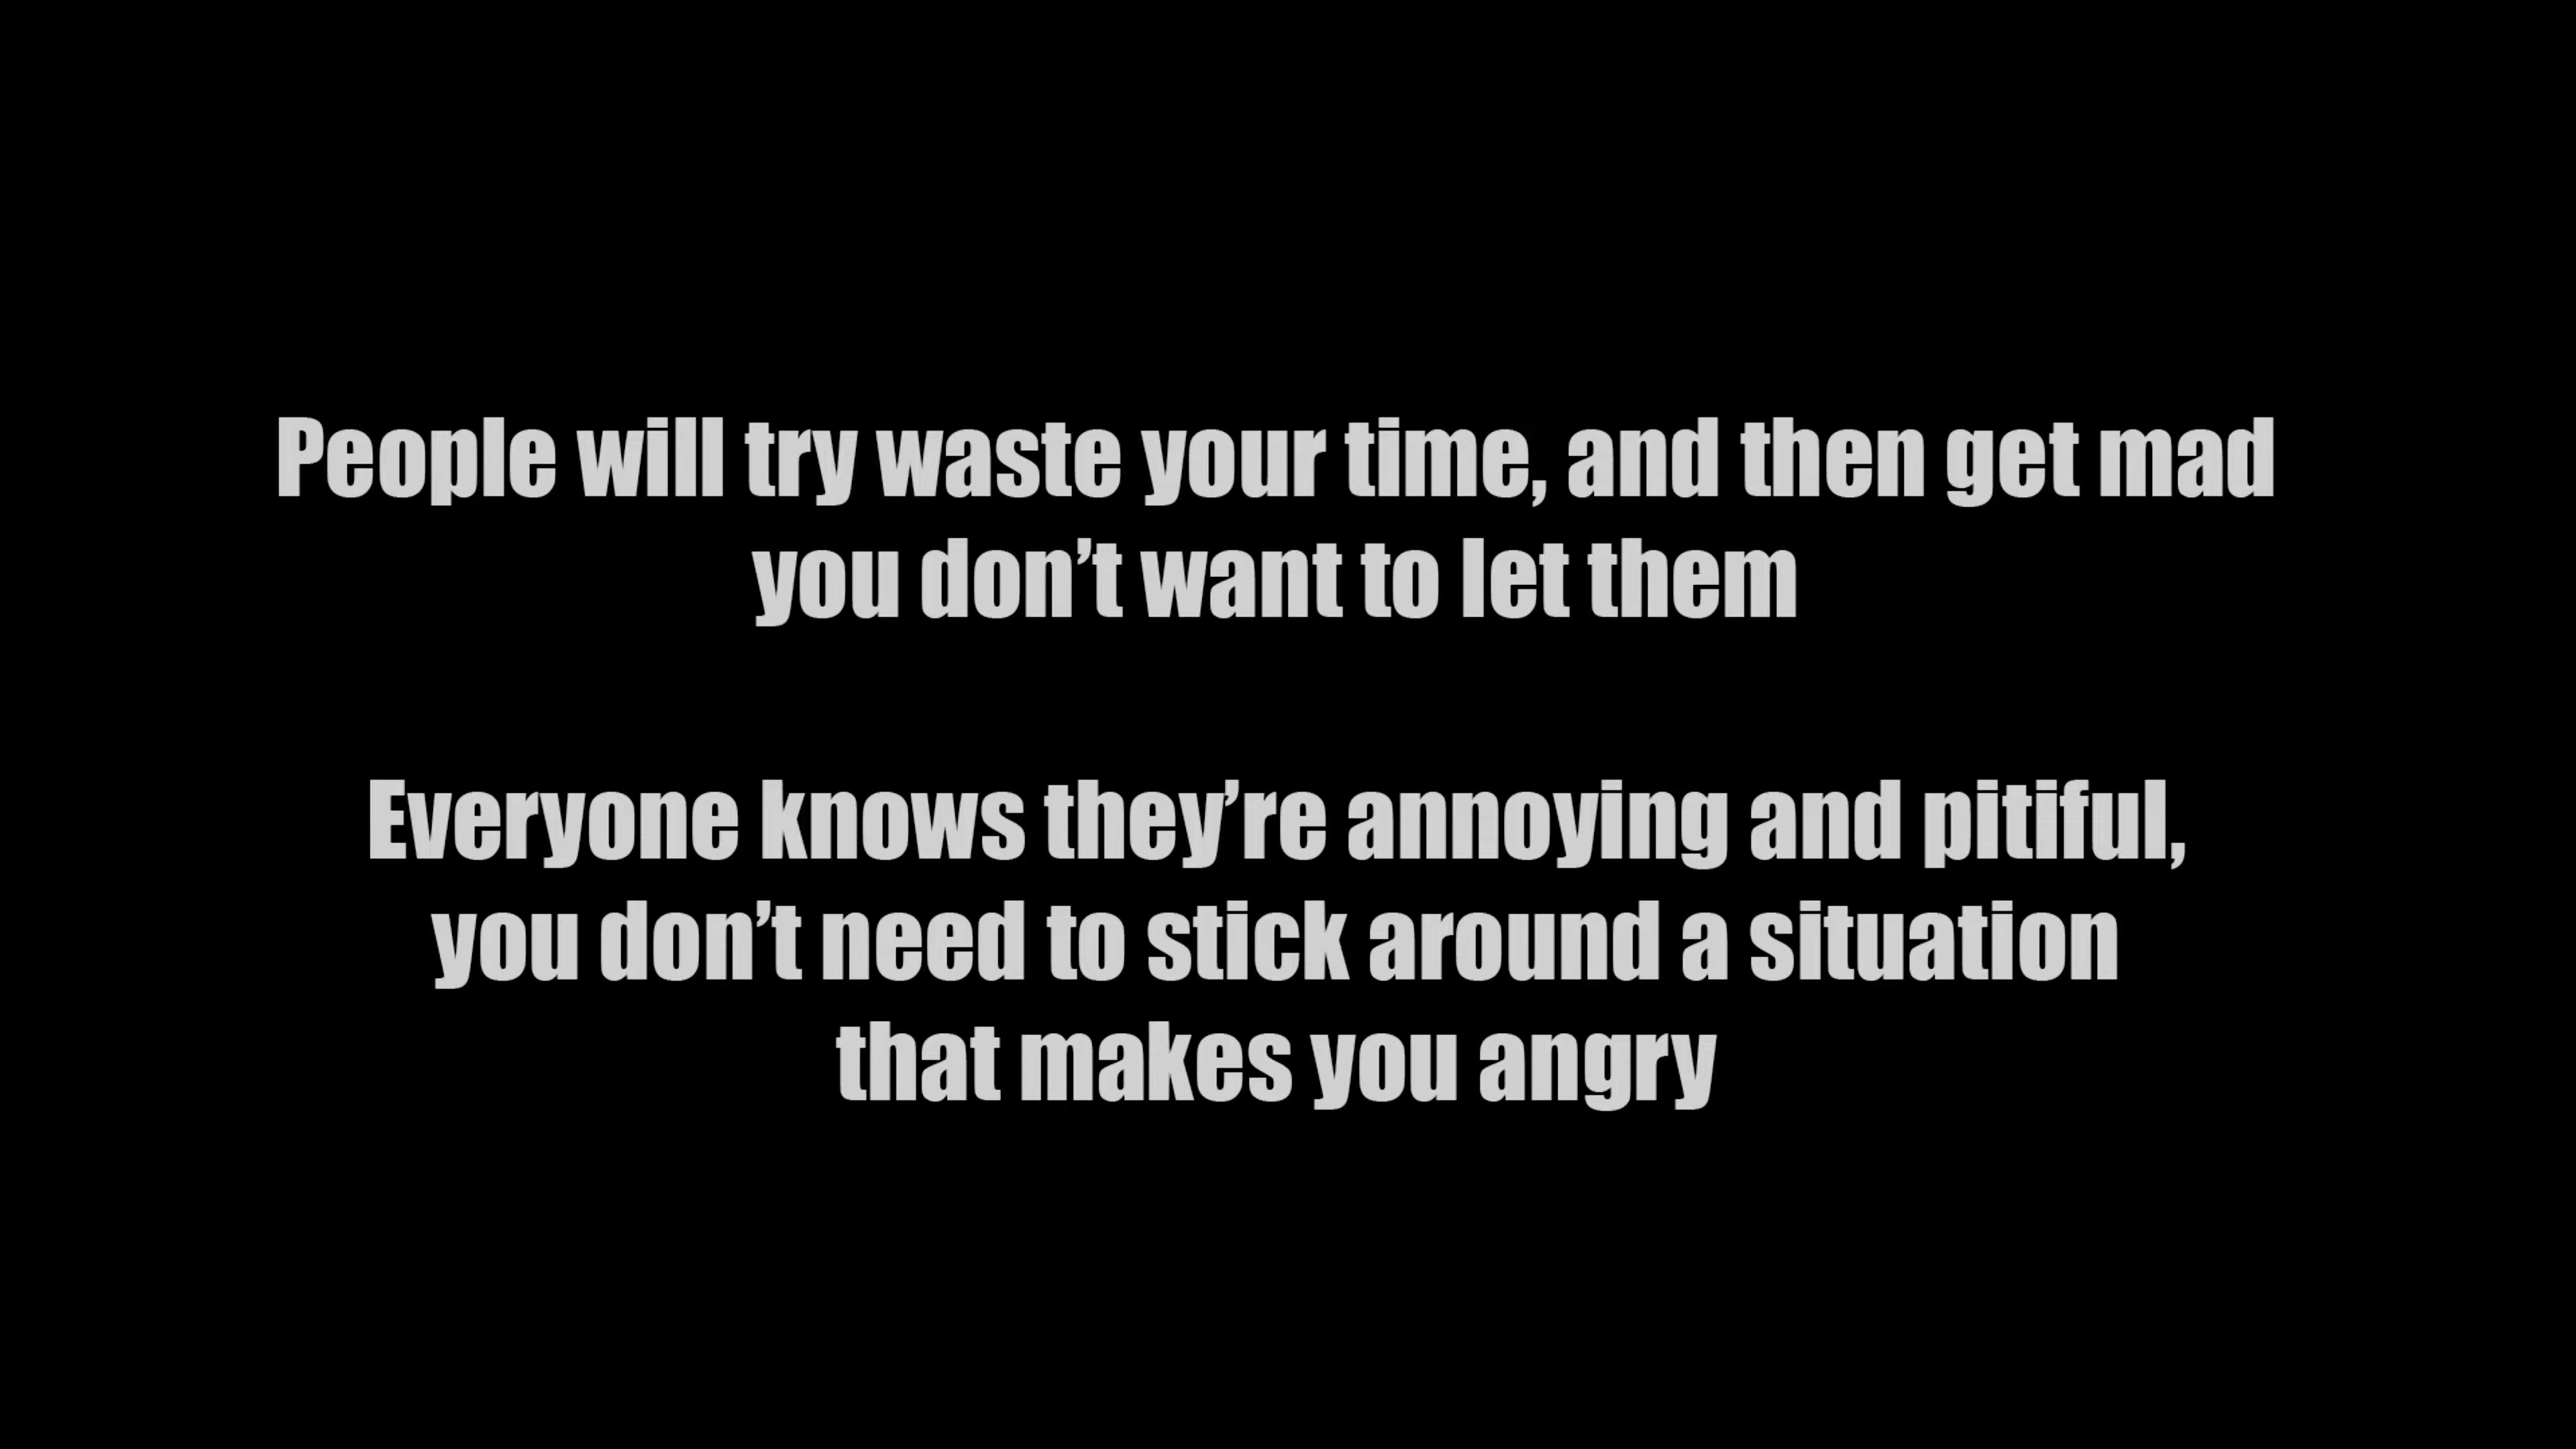 People will try waste your time, and then get mad
you don’t want to let them
Everyone knows they’re annoying and pitiful,
you don’t need to stick around a situation
that makes you angry